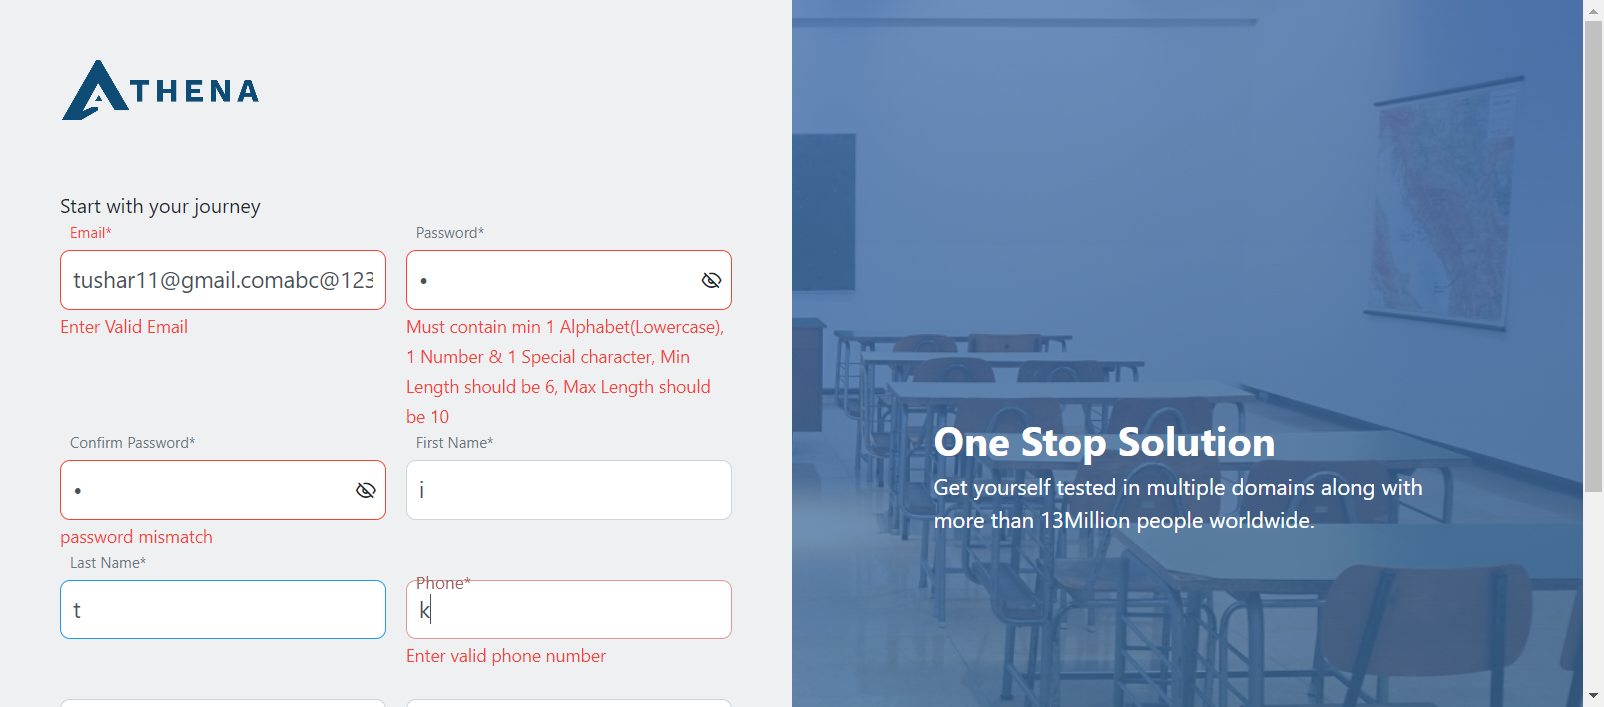 ATHENA
Start with your journey
Email*
Password*
tushar11@gmail.comabc@123
•
Enter Valid Email
Must contain min 1 Alphabet(Lowercase),
1 Number & 1 Special character, Min
Length should be 6, Max Length should
be 10
Confirm Password*
First Name*
•
i
password mismatch
Last Name*
Phone*
t
k
Enter valid phone number
One Stop Solution
Get yourself tested in multiple domains along with
more than 13Million people worldwide.